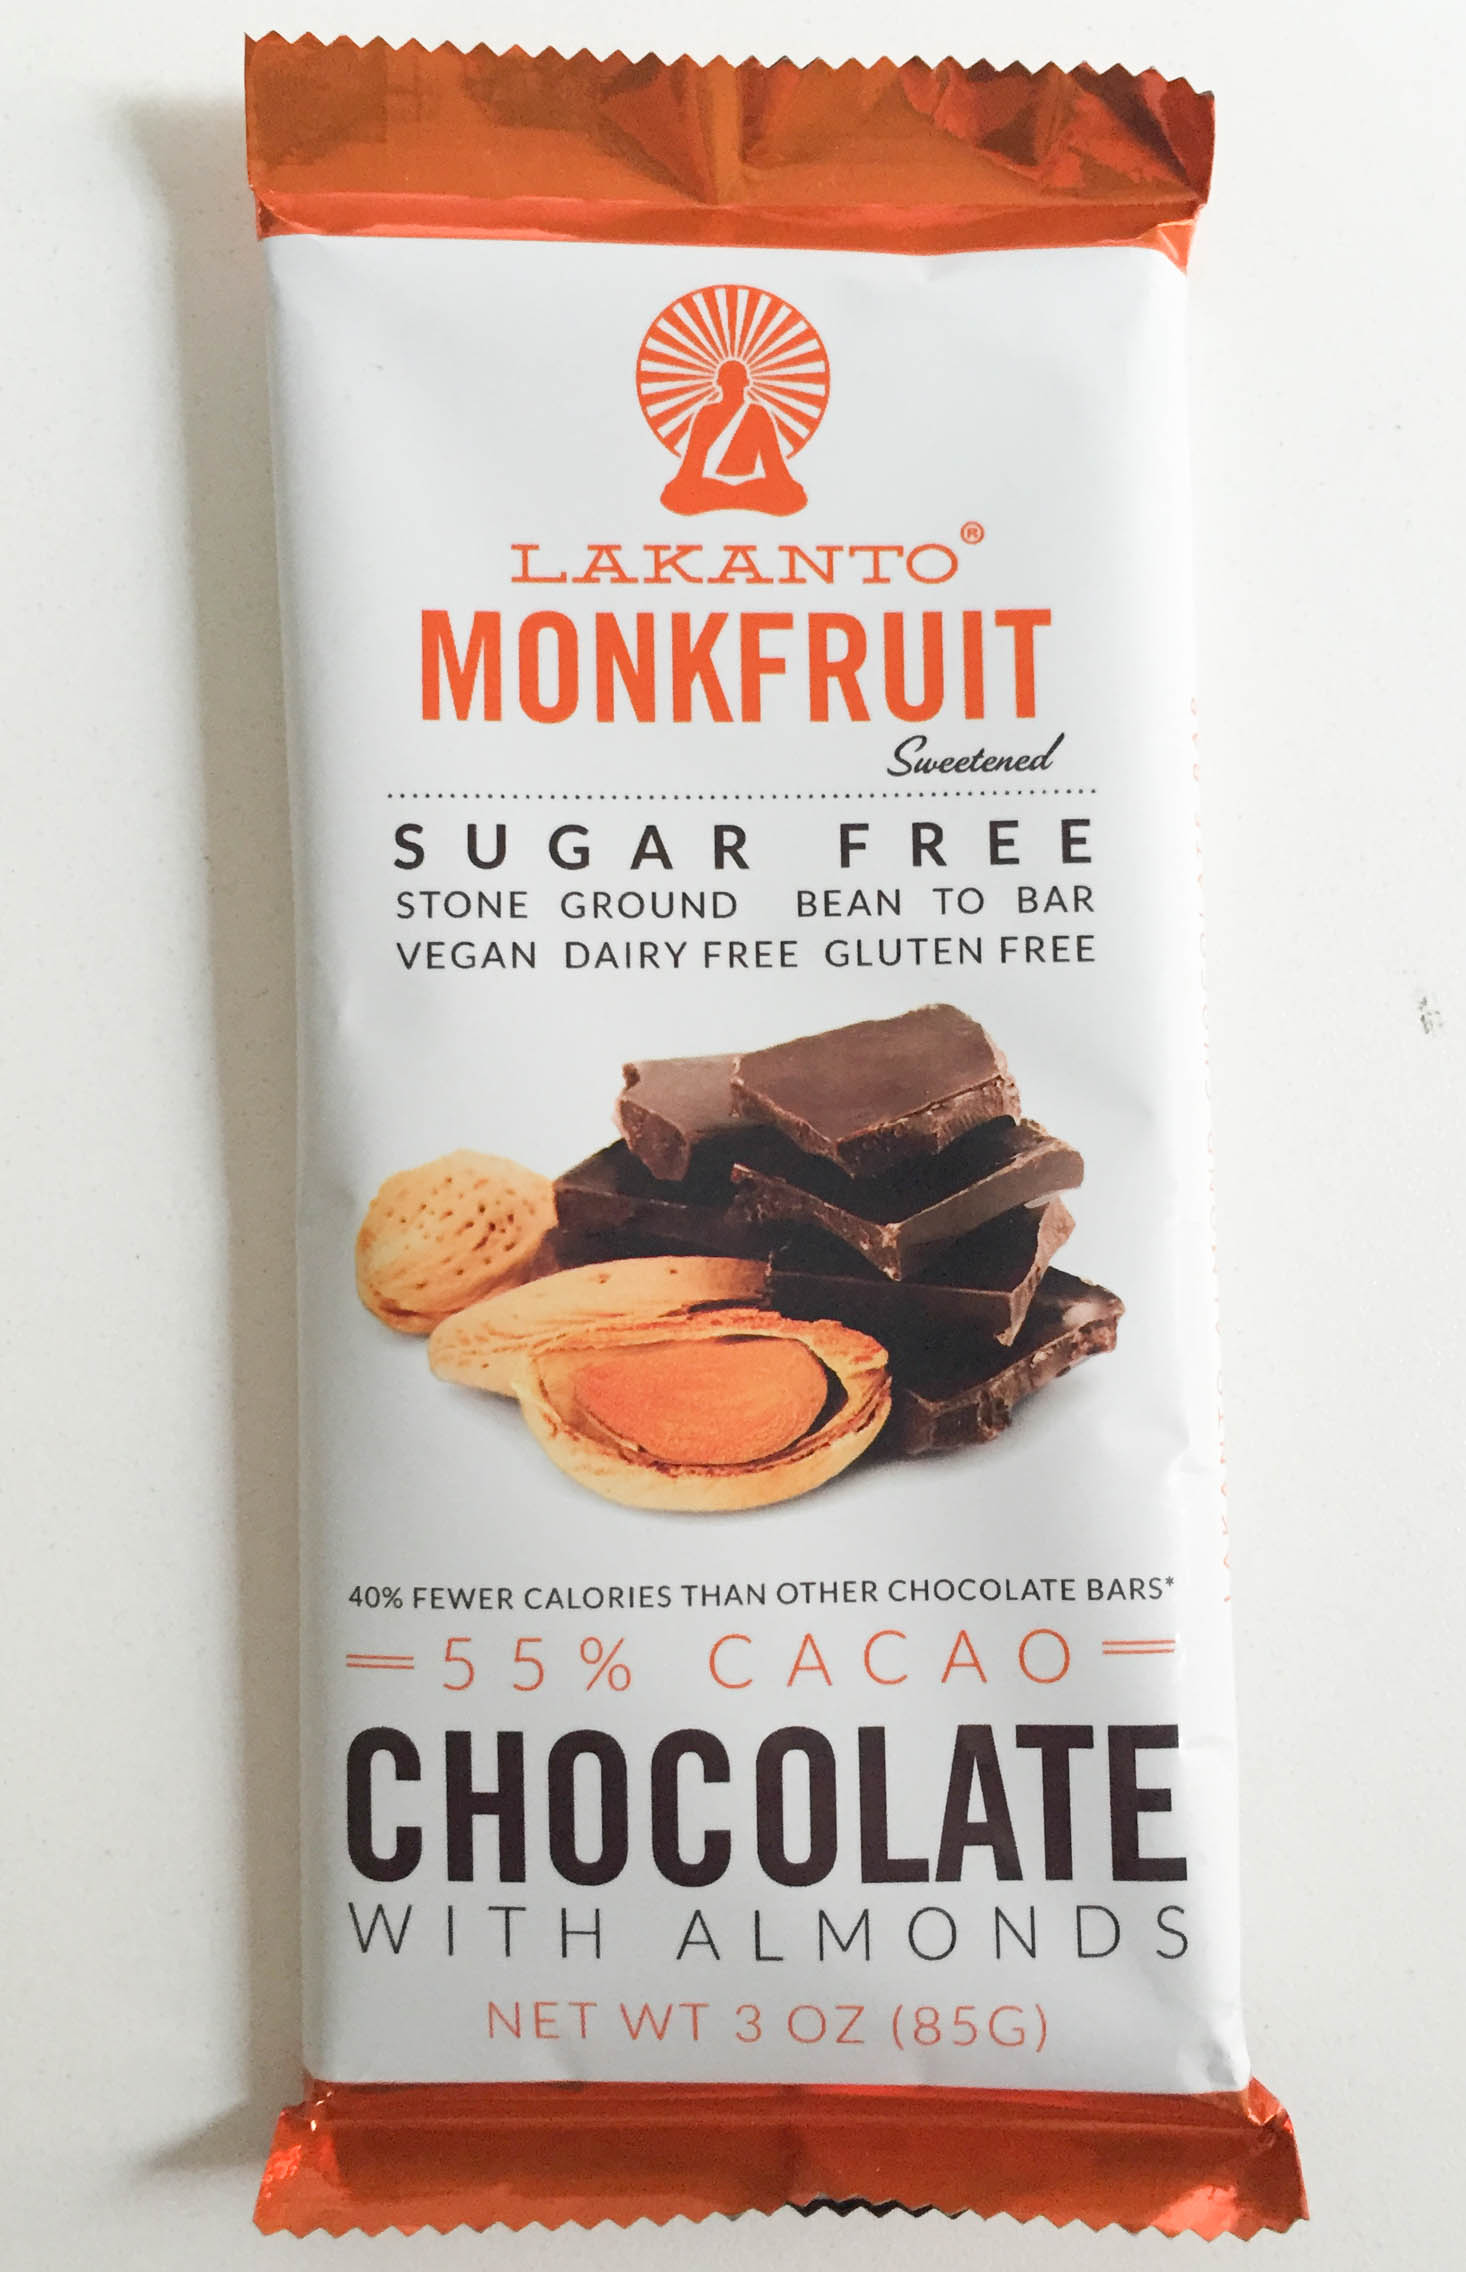 LAKANTO®
MONKFRUIT
Sweetened
SUGAR FREE
STONE GROUND BEAN TO BAR
VEGAN DAIRY FREE GLUTEN FREE
40% FEWER CALORIES THAN OTHER CHOCOLATE BARS*
55% CACAO
CHOCOLATE
WITH ALMONDS
NET WT 3 OZ (85G)